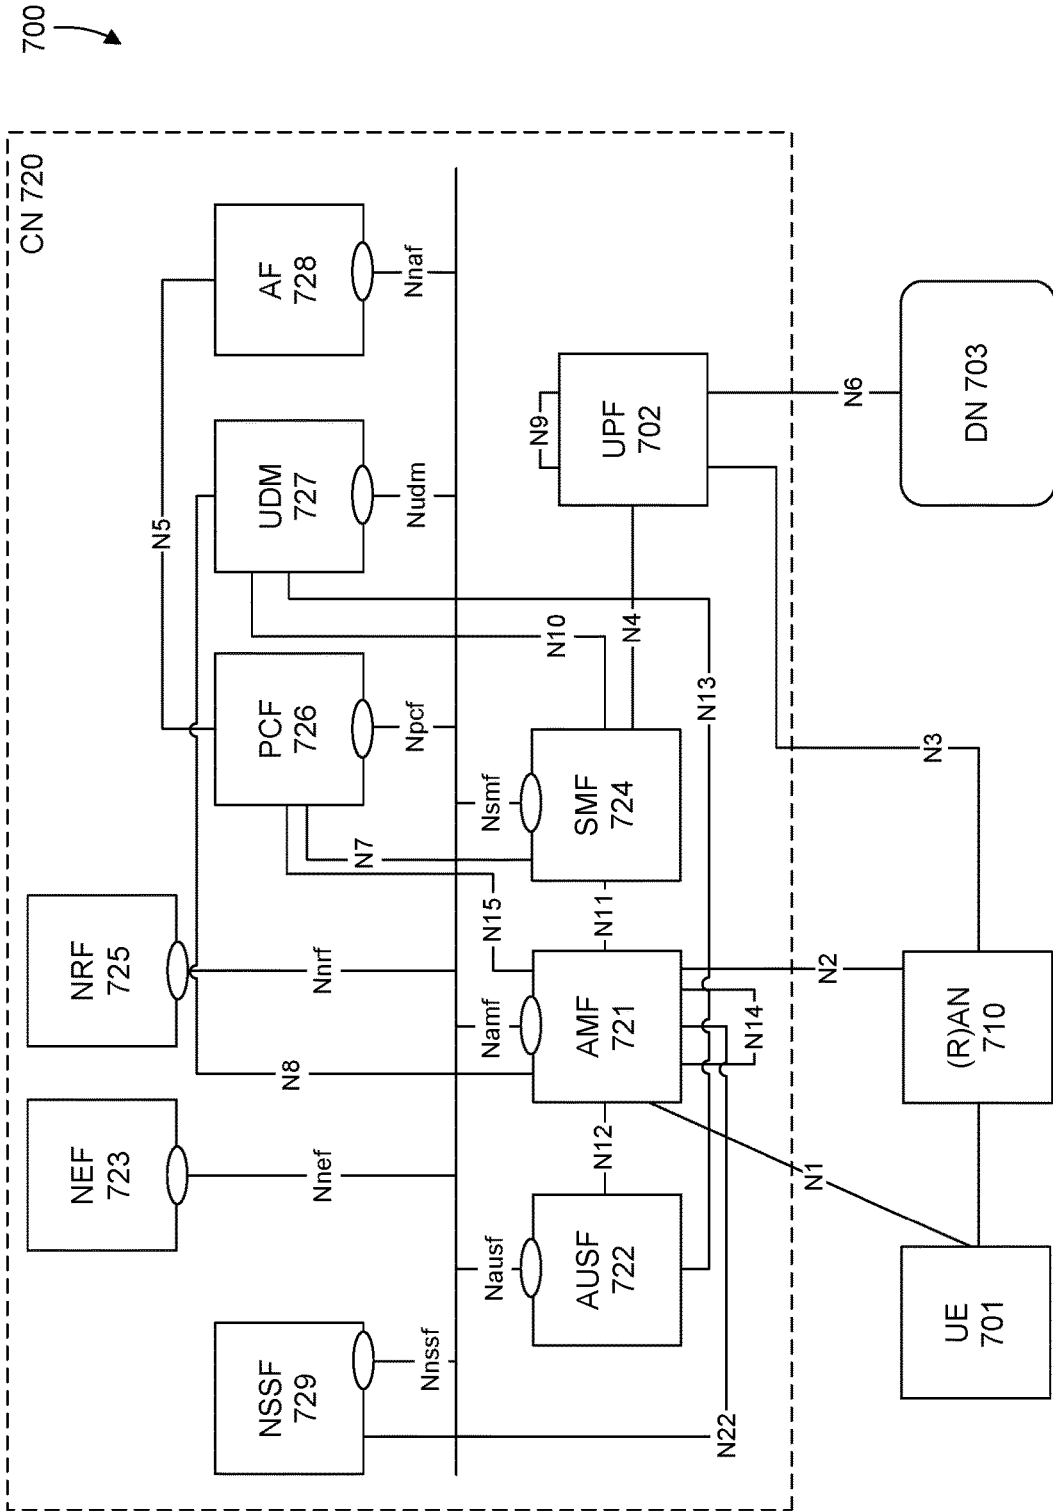 700
CN 720
NSSF
729
NEF
723
NRF
725
PCF
726
UDM
727
AF
728
N5
N8
Nnssf
Nnef
Nnrf
N15
N7
Npcf
Nudm
Nnaf
Nausf
Namf
Nsmf
N10
AUSF
722
N12
AMF
721
N11
SMF
724
N4
N9
UPF
702
N22
N14
N13
N1
N2
N3
N6
UE
701
(R)AN
710
DN 703